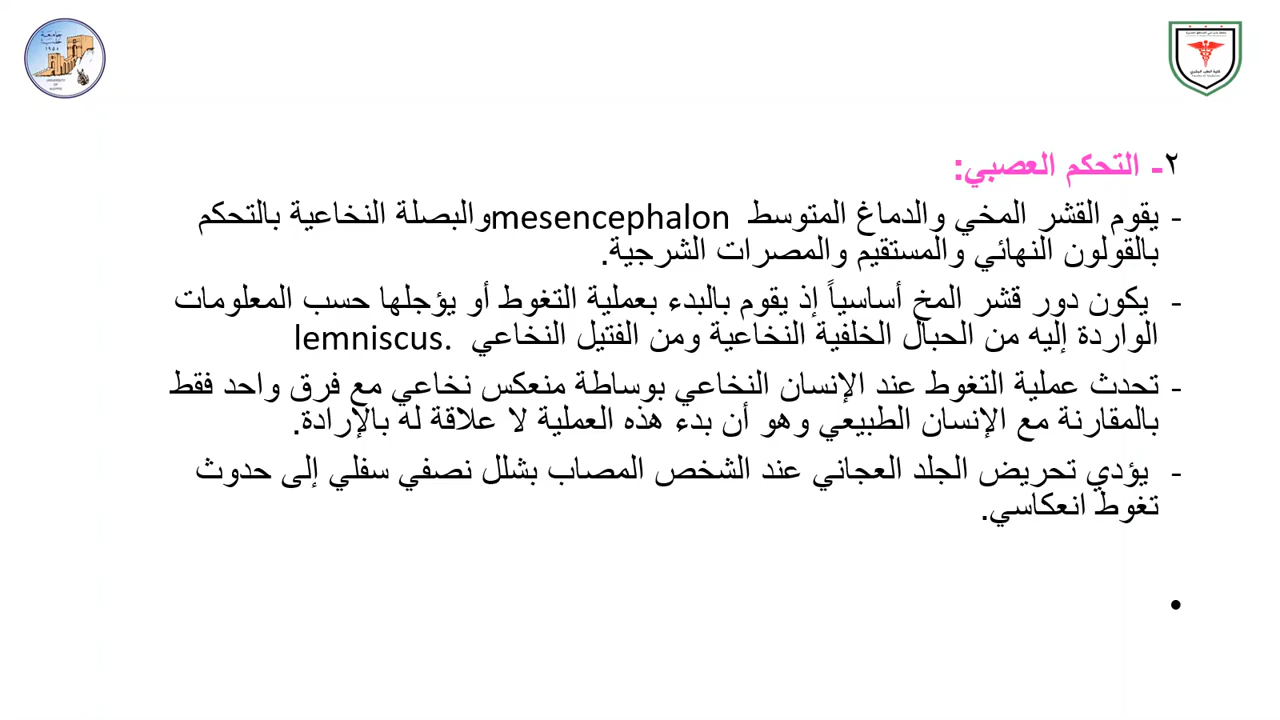 ٢- التحكم العصبي:
- يقوم القشر المخي والدماغ المتوسط mesencephalon والبصلة النخاعية بالتحكم
بالقولون النهائي والمستقيم والمصرات الشرجية.
- يكون دور قشر المخ أساسياً إذ يقوم بالبدء بعملية التغوط أو يؤجلها حسب المعلومات
الواردة إليه من الحبال الخلفية النخاعية ومن الفتيل النخاعي lemniscus.
- تحدث عملية التغوط عند الإنسان النخاعي بوساطة منعكس نخاعي مع فرق واحد فقط
بالمقارنة مع الإنسان الطبيعي وهو أن بدء هذه العملية لا علاقة له بالإرادة.
- يؤدي تحريض الجلد العجاني عند الشخص المصاب بشلل نصفي سفلي إلى حدوث
تغوط انعكاسي.